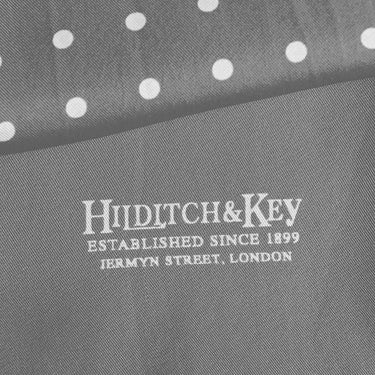 HILDITCH&KEY
ESTABLISHED SINCE 1899
JERMYN STREET, LONDON